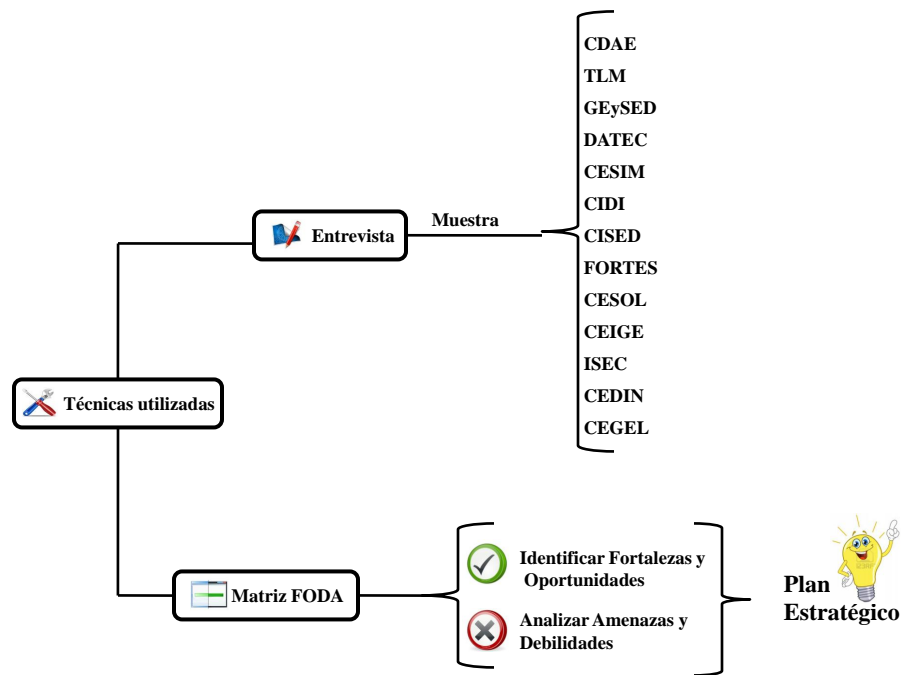 CDAE
TLM
GEySED
DATEC
CESIM
CIDI
CISED
FORTES
CESOL
CEIGE
ISEC
CEDIN
CEGEL
Muestra
Entrevista
Técnicas utilizadas
Matriz FODA
Identificar Fortalezas y
Oportunidades
Analizar Amenazas y
Debilidades
Plan
Estratégico